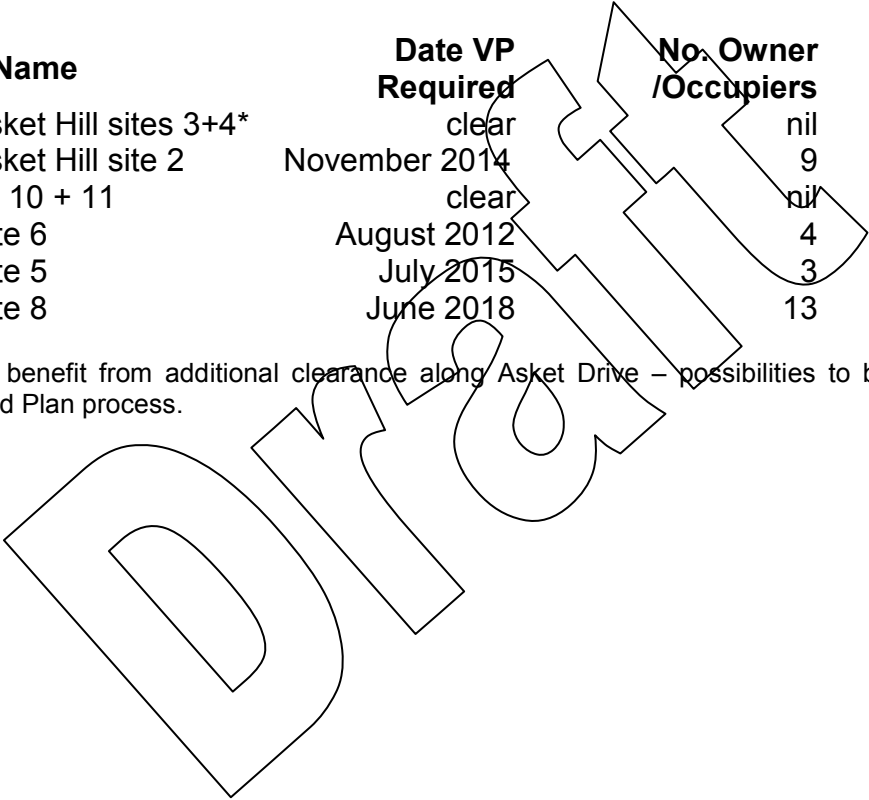 Name Date VP Required No. Owner /Occupiers
sket Hill sites 3+4* clear nil
sket Hill site 2 November 2014 9
10 + 11 clear nil
te 6 August 2012 4
te 5 July 2015 3
te 8 June 2018 13
benefit from additional clearance along Asket Drive – possibilities to b
d Plan process.
Draft